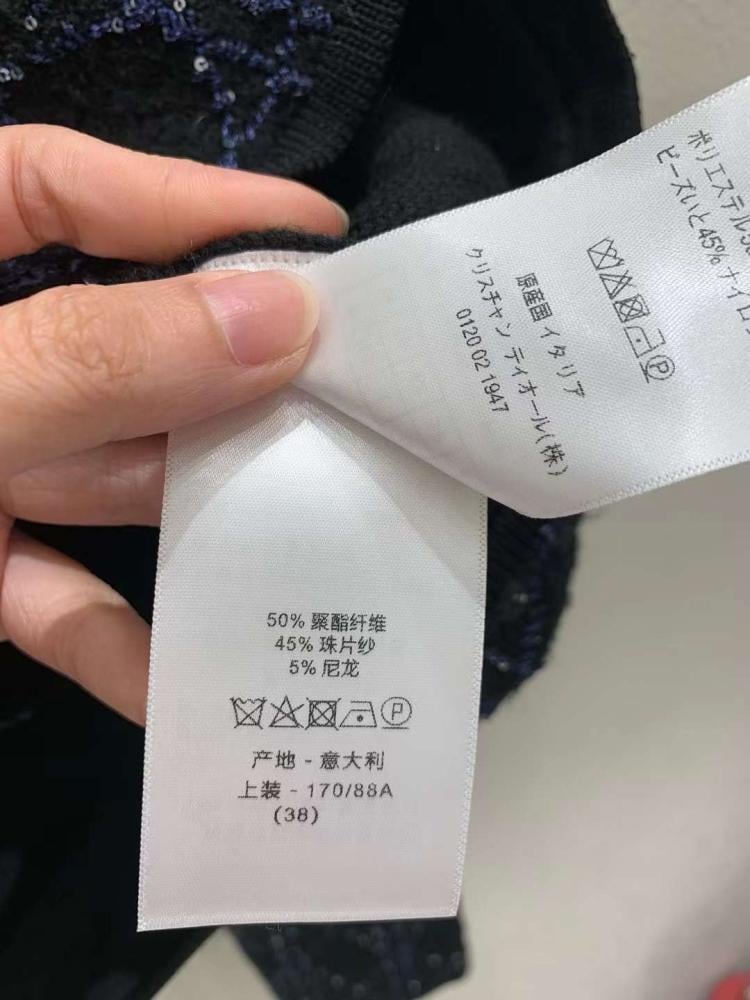 ポリエステル
ビーズいと45% ナイロ
原産国 イタリア
クリスチャン ディオール(株)
0120 02 1947
50% 聚酯纤维
45% 珠片纱
5% 尼龙
P
产地 - 意大利
上装 - 170/88A
(38)